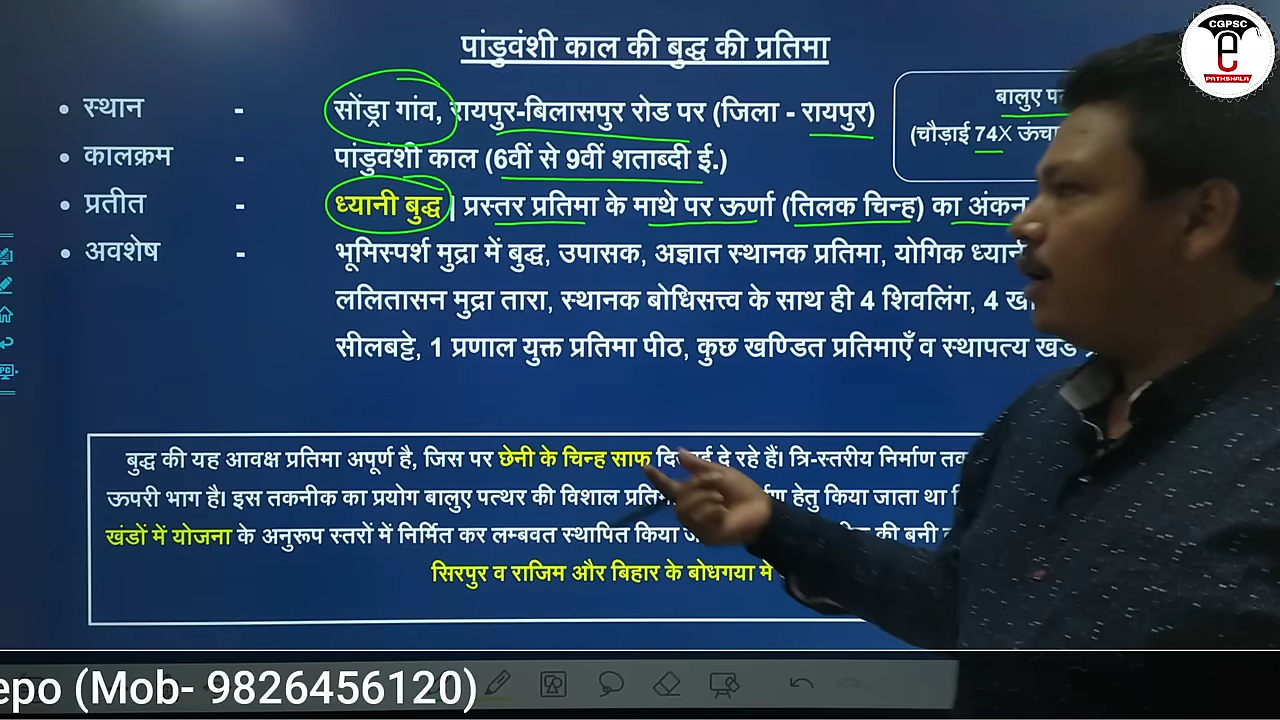 CGPSC
e
PATHSHALA
पांडुवंशी काल की बुद्ध की प्रतिमा
• स्थान - सोंड्रा गांव, रायपुर-बिलासपुर रोड पर (जिला - रायपुर)
बालुए
(चौड़ाई 74X
• कालक्रम - पांडुवंशी काल (6वीं से 9वीं शताब्दी ई.)
• प्रतीत - ध्यानी बुद्ध | प्रस्तर प्रतिमा के माथे पर ऊर्णा (तिलक चिन्ह) का अंकन
• अवशेष - भूमिस्पर्श मुद्रा में बुद्ध, उपासक, अज्ञात स्थानक प्रतिमा, योगिक
ललितासन मुद्रा तारा, स्थानक बोधिसत्त्व के साथ ही 4 शिवलिंग, 4
सीलबट्टे, 1 प्रणाल युक्त प्रतिमा पीठ, कुछ खण्डित प्रतिमाएँ व स्थापत्य खंड
बुद्ध की यह आवक्ष प्रतिमा अपूर्ण है, जिस पर छेनी के चिन्ह साफ दे रहे हैं। त्रि-स्तरीय निर्माण
ऊपरी भाग है। इस तकनीक का प्रयोग बालुए पत्थर की विशाल हेतु किया जाता था
खंडों में योजना के अनुरूप स्तरों में निर्मित कर लम्बवत स्थापित किया की बनी
सिरपुर व राजिम और बिहार के बोधगया मे
epo (Mob- 9826456120)